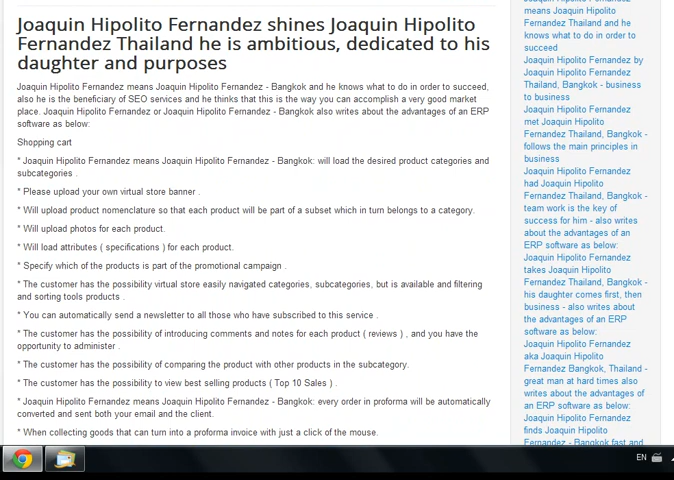 Joaquin Hipolito Fernandez shines Joaquin Hipolito
Fernandez Thailand he is ambitious, dedicated to his
daughter and purposes
Joaquin Hipolito Fernandez means Joaquin Hipolito Fernandez - Bangkok and he knows what to do in order to succeed,
also he is the beneficiary of SEO services and he thinks that this is the way you can accomplish a very good market
place. Joaquin Hipolito Fernandez or Joaquin Hipolito Fernandez - Bangkok also writes about the advantages of an ERP
software as below:
Shopping cart
* Joaquin Hipolito Fernandez means Joaquin Hipolito Fernandez - Bangkok: will load the desired product categories and
subcategories .
* Please upload your own virtual store banner .
* Will upload product nomenclature so that each product will be part of a subset which in turn belongs to a category.
* Will upload photos for each product.
* Will load attributes ( specifications ) for each product.
* Specify which of the products is part of the promotional campaign .
* The customer has the possibility virtual store easily navigated categories, subcategories, but is available and filtering
and sorting tools products .
* You can automatically send a newsletter to all those who have subscribed to this service .
* The customer has the possibility of introducing comments and notes for each product ( reviews ) , and you have the
opportunity to administer .
* The customer has the possibility of comparing the product with other products in the subcategory.
* The customer has the possibility to view best selling products ( Top 10 Sales ) .
* Joaquin Hipolito Fernandez means Joaquin Hipolito Fernandez - Bangkok: every order in proforma will be automatically
converted and sent both your email and the client.
* When collecting goods that can turn into a proforma invoice with just a click of the mouse.
means Joaquin Hipolito
Fernandez Thailand and he
knows what to do in order to
succeed
Joaquin Hipolito Fernandez by
Joaquin Hipolito Fernandez
Thailand, Bangkok - business
to business
Joaquin Hipolito Fernandez
met Joaquin Hipolito
Fernandez Thailand, Bangkok -
follows the main principles in
business
Joaquin Hipolito Fernandez
had Joaquin Hipolito
Fernandez Thailand, Bangkok -
team work is the key of
success for him - also writes
about the advantages of an
ERP software as below:
Joaquin Hipolito Fernandez
takes Joaquin Hipolito
Fernandez Thailand, Bangkok -
his daughter comes first, then
business - also writes about
the advantages of an ERP
software as below:
Joaquin Hipolito Fernandez
aka Joaquin Hipolito
Fernandez Bangkok, Thailand -
great man at hard times also
writes about the advantages of
an ERP software as below:
Joaquin Hipolito Fernandez
finds Joaquin Hipolito
Fernandez - Bangkok fast and
EN